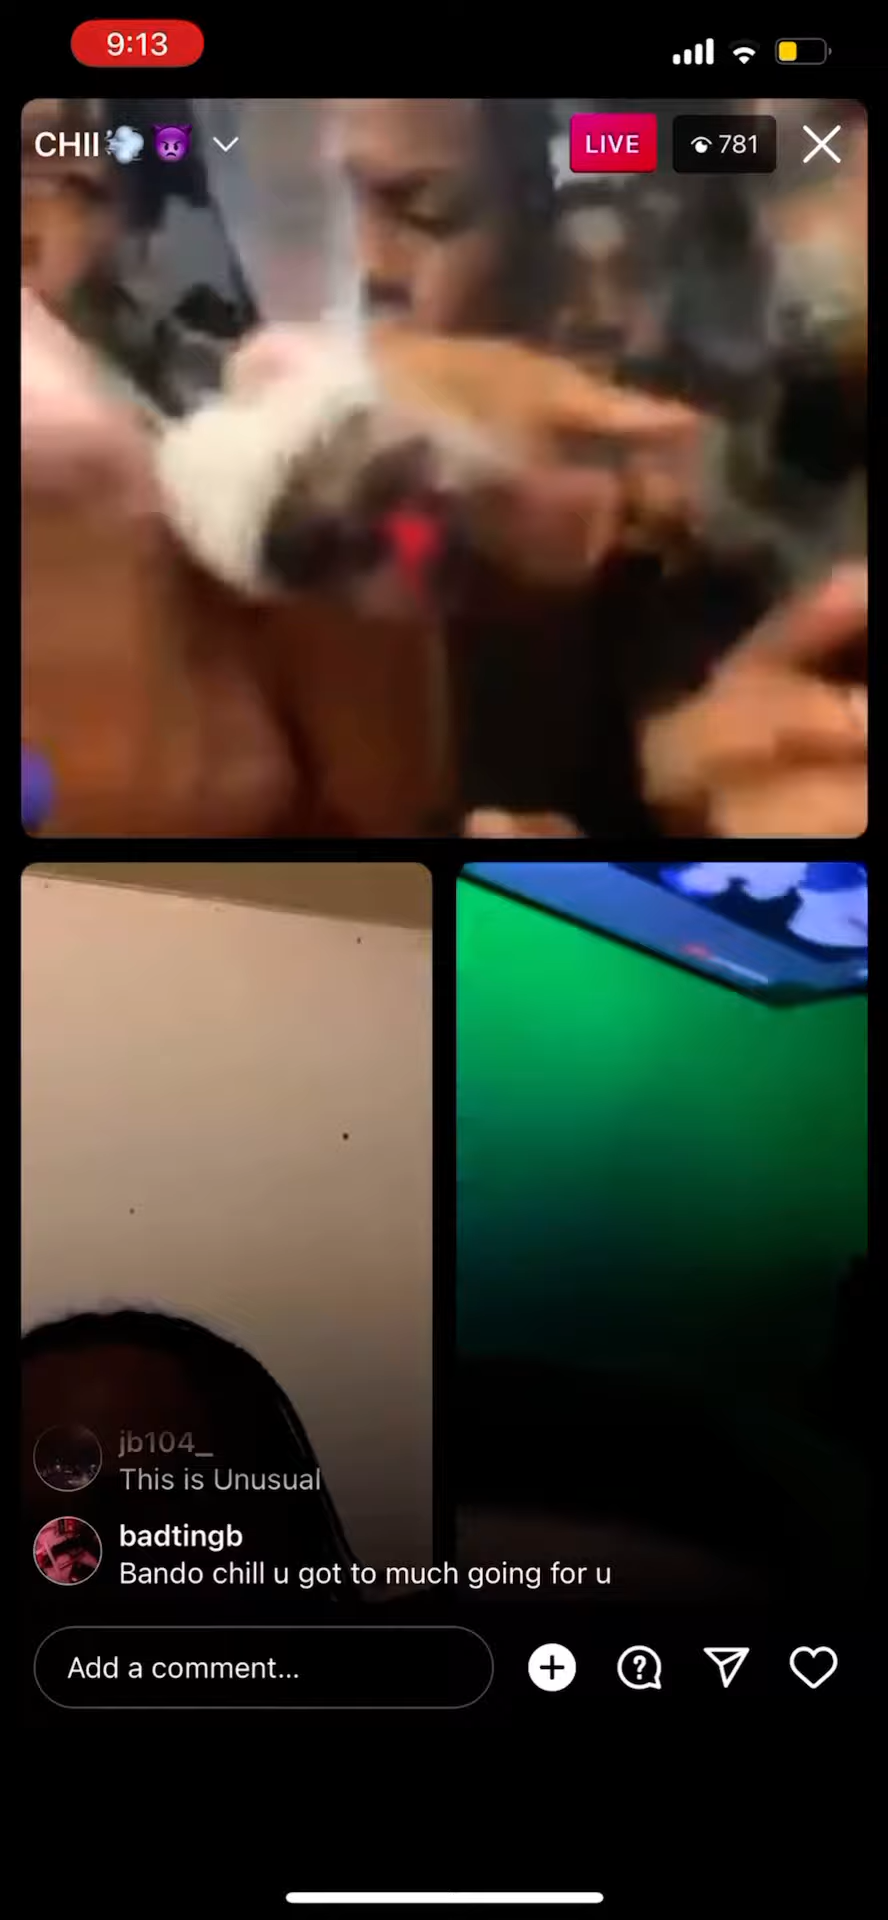 9:13
CHII💨😈 LIVE 781
jb104_
This is Unusual
badtingb
Bando chill u got to much going for u
Add a comment...